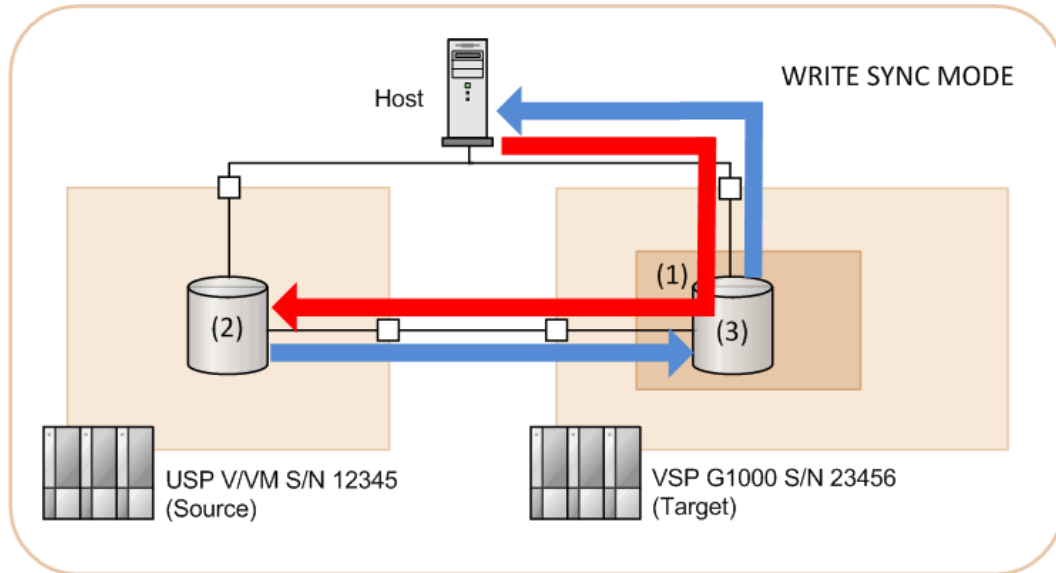 WRITE SYNC MODE
Host
(1)
(2)
(3)
USP V/VM S/N 12345
(Source)
VSP G1000 S/N 23456
(Target)